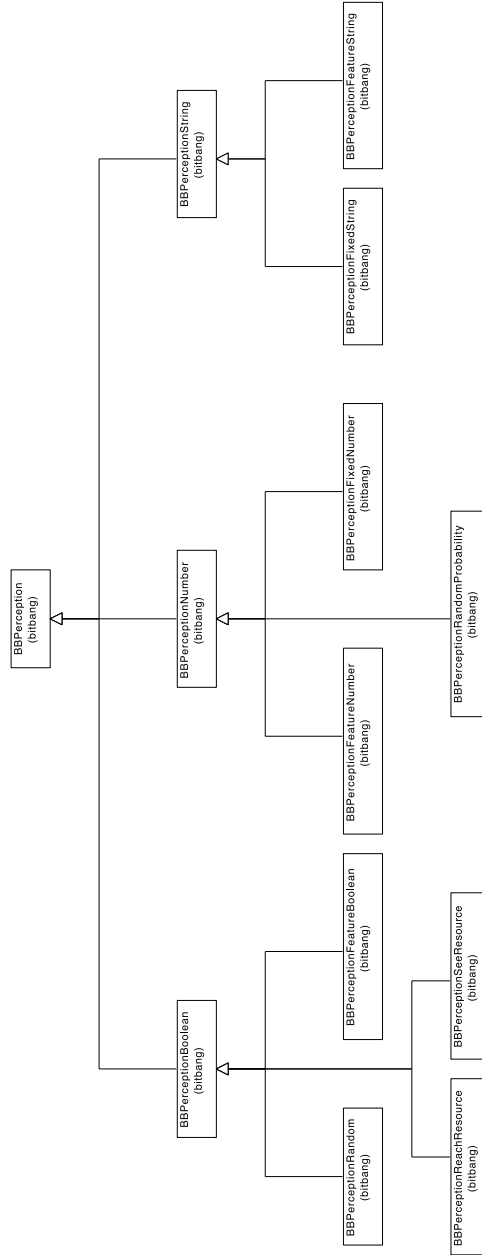 BBPerception
(bitbang)
BBPerceptionBoolean
(bitbang)
BBPerceptionNumber
(bitbang)
BBPerceptionString
(bitbang)
BBPerceptionRandom
(bitbang)
BBPerceptionFeatureBoolean
(bitbang)
BBPerceptionFeatureNumber
(bitbang)
BBPerceptionFixedNumber
(bitbang)
BBPerceptionFixedString
(bitbang)
BBPerceptionFeatureString
(bitbang)
BBPerceptionReachResource
(bitbang)
BBPerceptionSeeResource
(bitbang)
BBPerceptionRandomProbability
(bitbang)